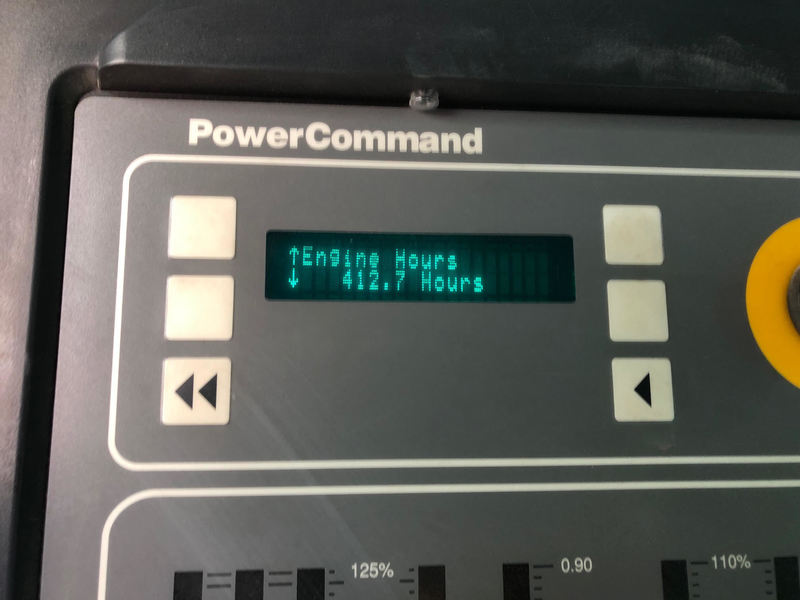 PowerCommand
↑Engine Hours
↓ 412.7 Hours
125%
0.90
110%